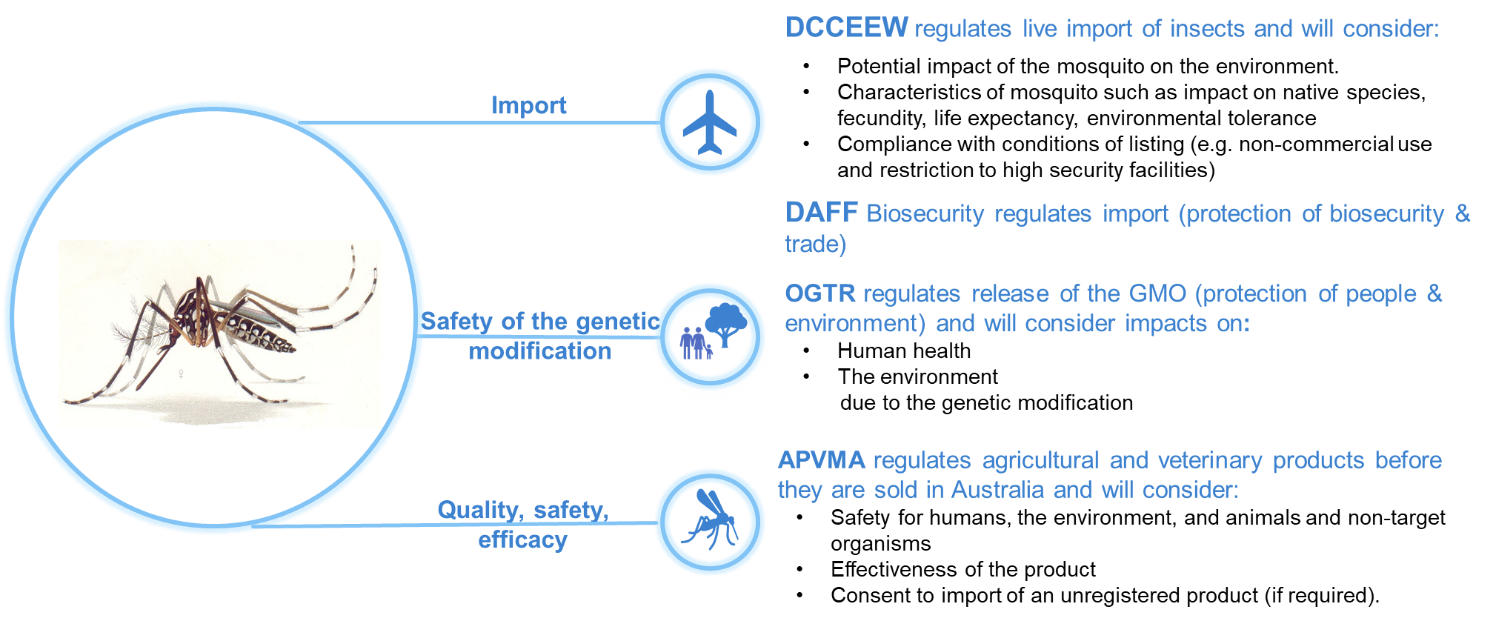 DCCEEW regulates live import of insects and will consider:
• Potential impact of the mosquito on the environment.
• Characteristics of mosquito such as impact on native species,
fecundity, life expectancy, environmental tolerance
• Compliance with conditions of listing (e.g. non-commercial use
and restriction to high security facilities)
Import
DAFF Biosecurity regulates import (protection of biosecurity &
trade)
Safety of the genetic
modification
OGTR regulates release of the GMO (protection of people &
environment) and will consider impacts on:
• Human health
• The environment
due to the genetic modification
Quality, safety,
efficacy
APVMA regulates agricultural and veterinary products before
they are sold in Australia and will consider:
• Safety for humans, the environment, and animals and non-target
organisms
• Effectiveness of the product
• Consent to import of an unregistered product (if required).
♀